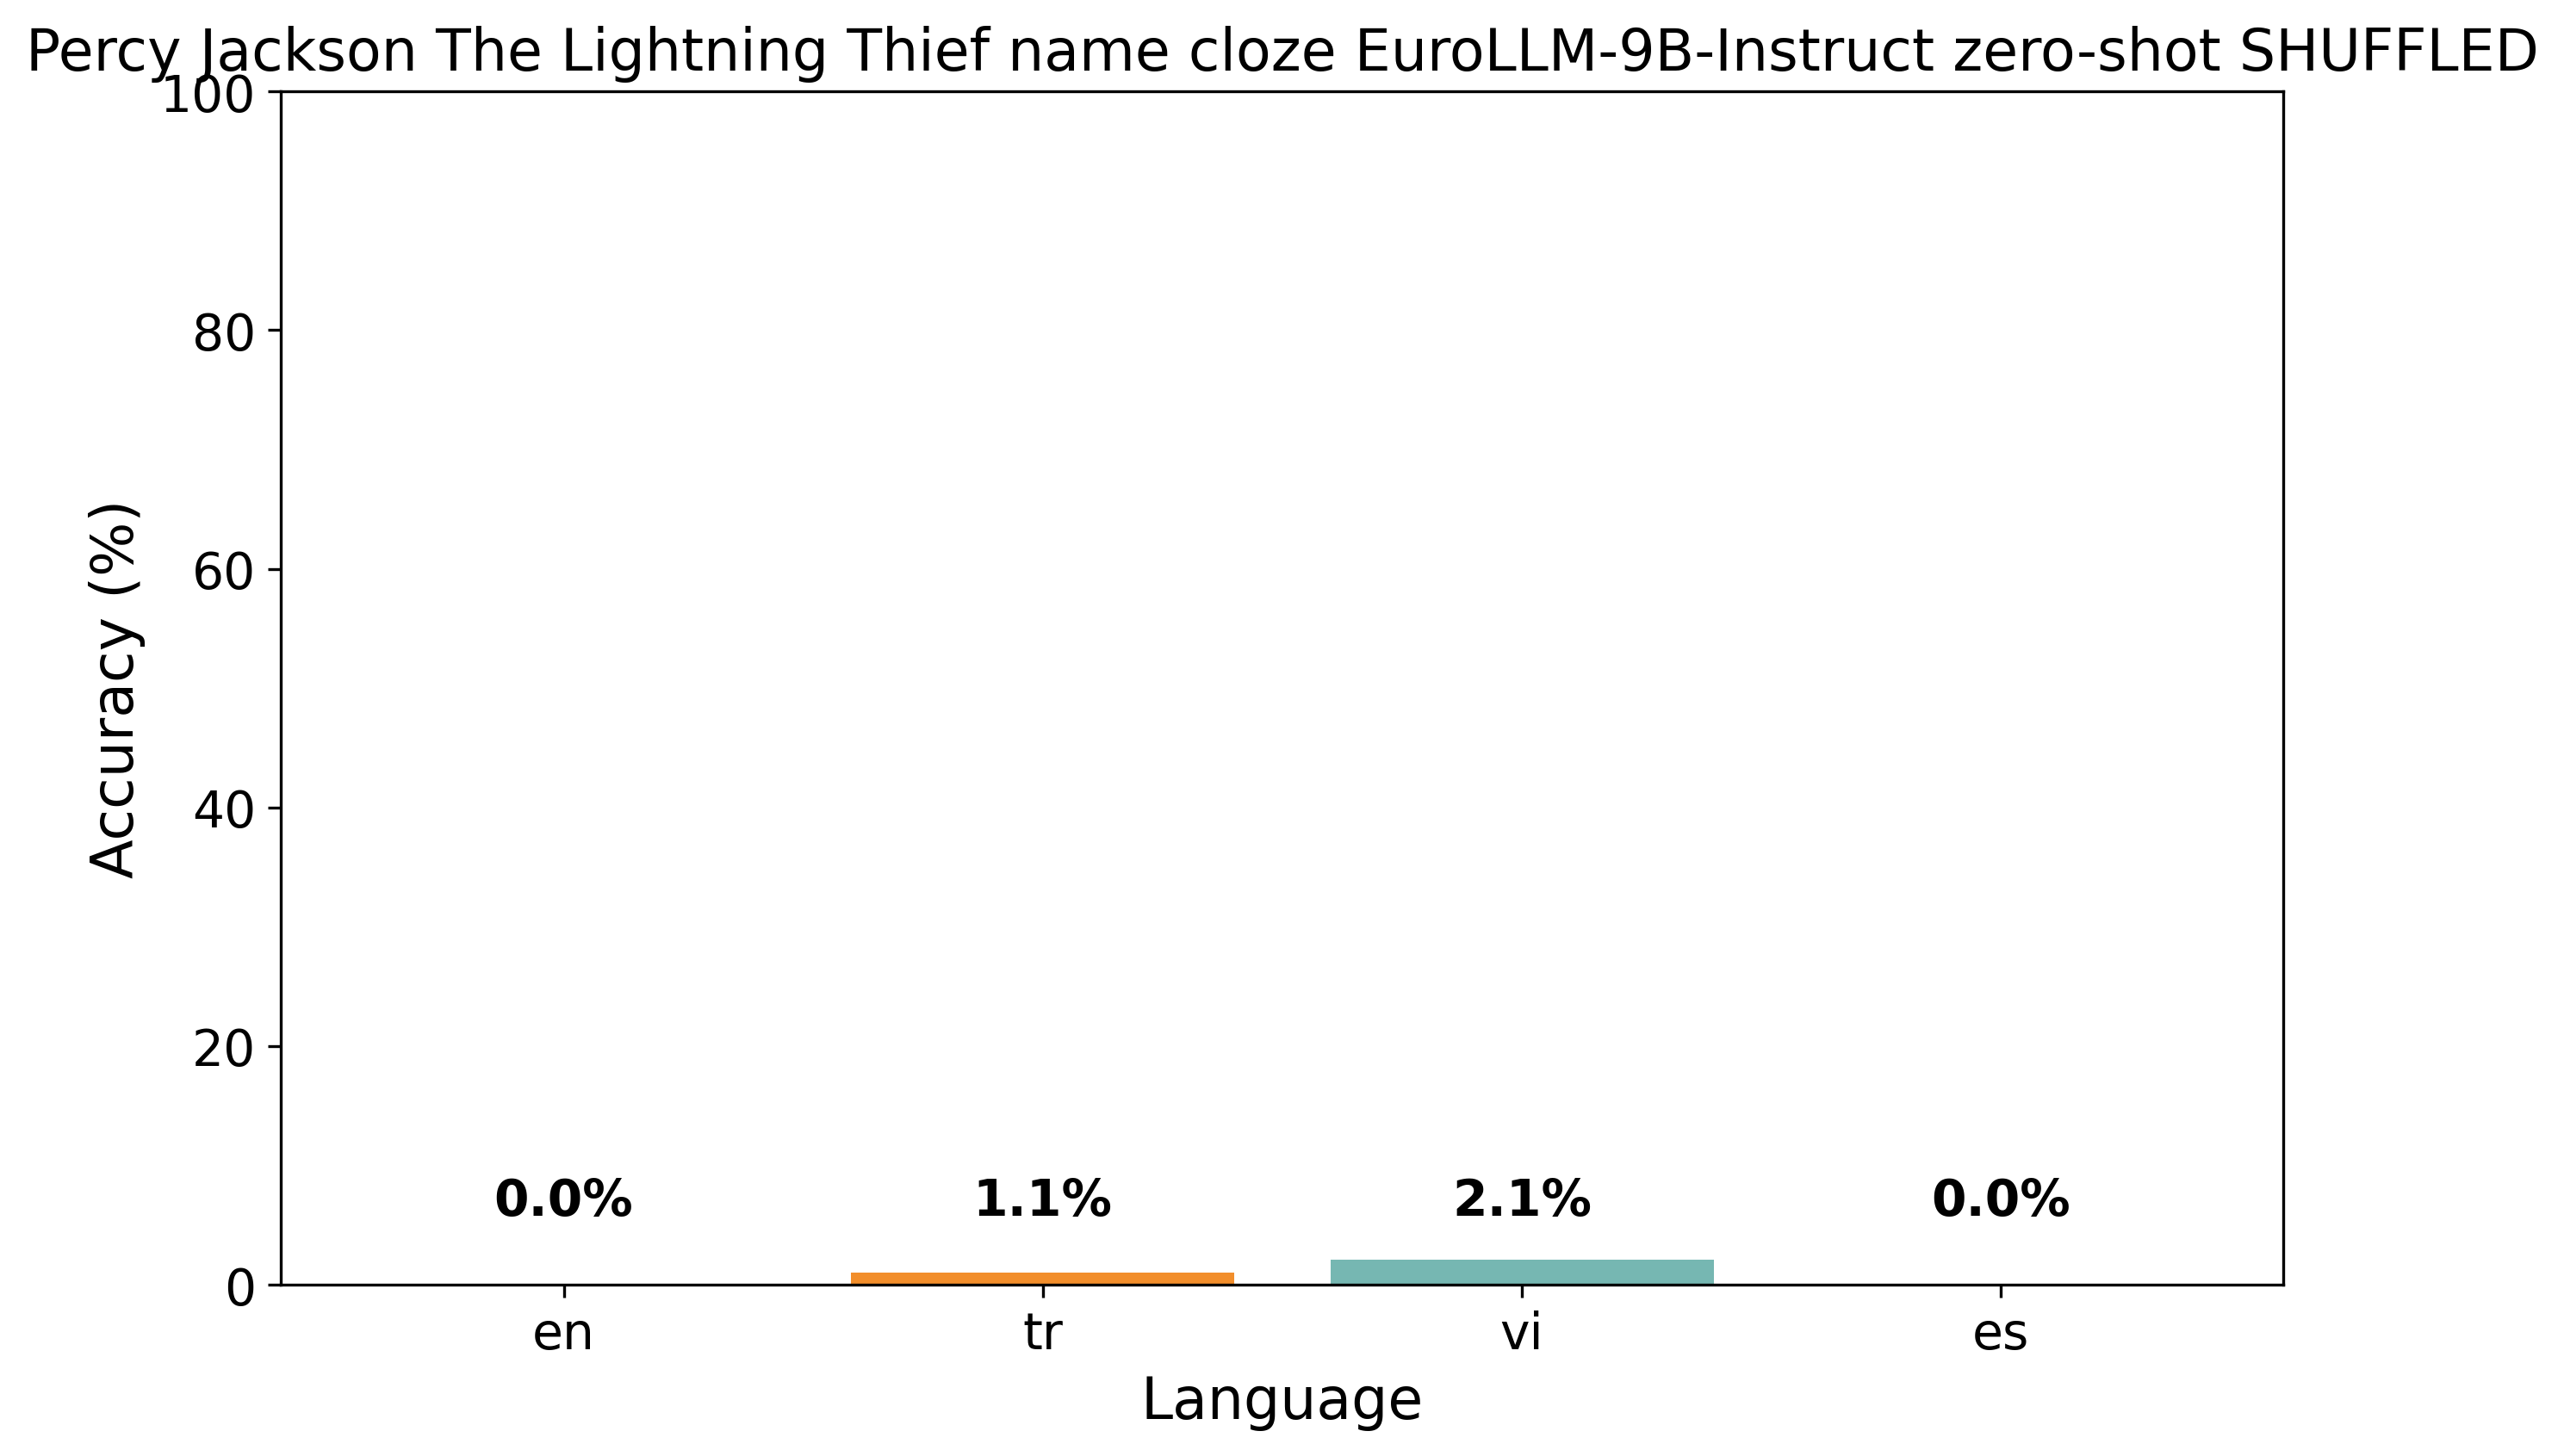 Percy Jackson The Lightning Thief name cloze EuroLLM-9B-Instruct zero-shot SHUFFLED
100
80
60
40
20
0
Accuracy (%)
0.0%
1.1%
2.1%
0.0%
en
tr
vi
es
Language